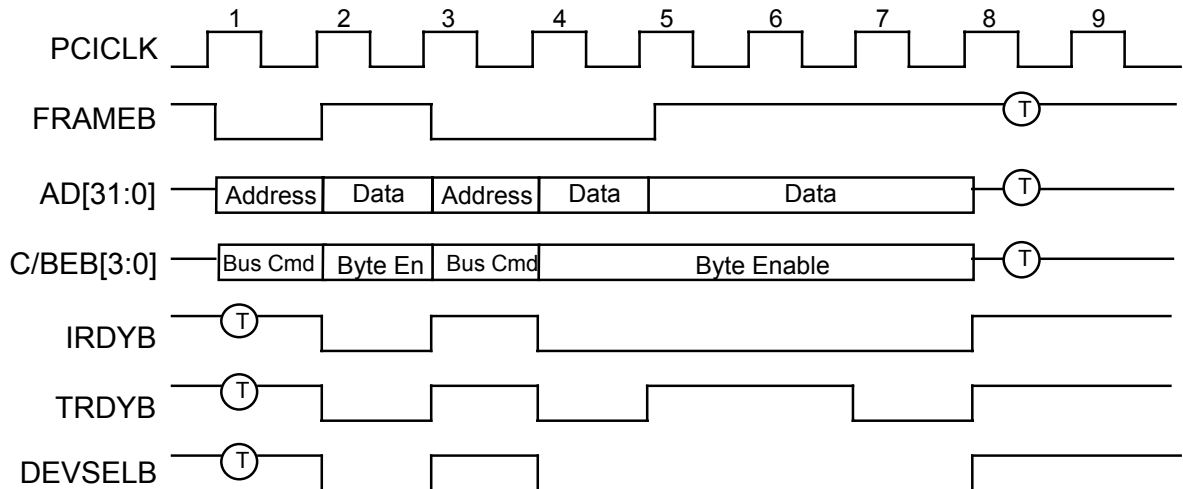 1 2 3 4 5 6 7 8 9
PCICLK
FRAMEB T
AD[31:0] Address Data Address Data Data T
C/BEB[3:0] Bus Cmd Byte En Bus Cmd Byte Enable T
IRDYB T
TRDYB T
DEVSELB T